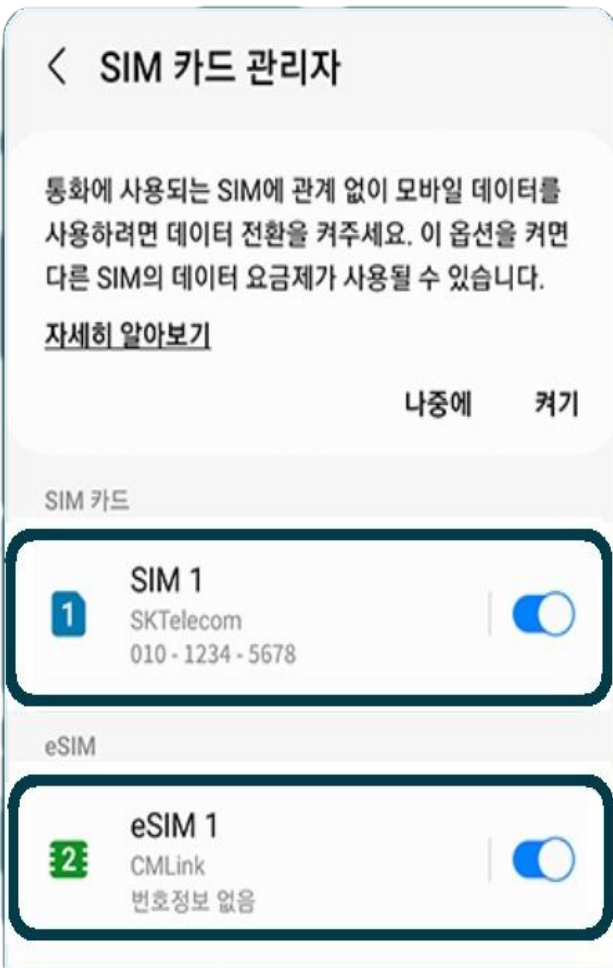 SIM 카드 관리자
통화에 사용되는 SIM에 관계 없이 모바일 데이터를
사용하려면 데이터 전환을 켜주세요. 이 옵션을 켜면
다른 SIM의 데이터 요금제가 사용될 수 있습니다.
자세히 알아보기
나중에 켜기
SIM 카드
1
SIM 1
SKTelecom
010 - 1234 - 5678
eSIM
2
eSIM 1
CMLink
번호정보 없음